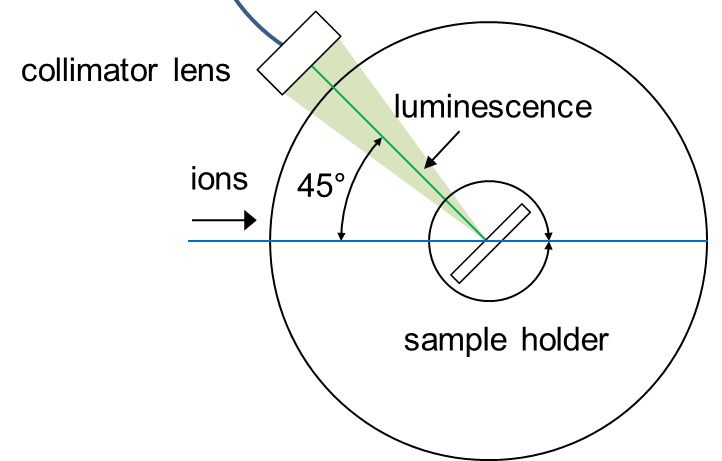 collimator lens
luminescence
ions
45°
sample holder